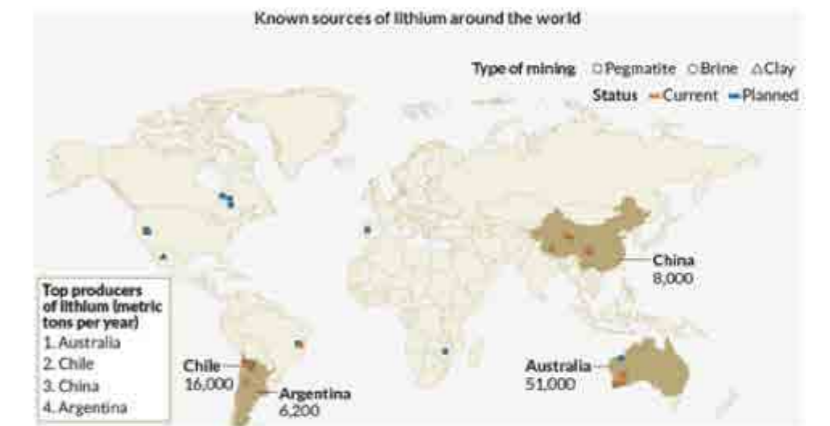 Known sources of lithium around the world
Type of mining Pegmatite Brine Clay
Status Current Planned
China
8,000
Top producers
of lithium (metric
tons per year)
1. Australia
2. Chile
3. China
4. Argentina
Chile
16,000
Argentina
6,200
Australia
51,000